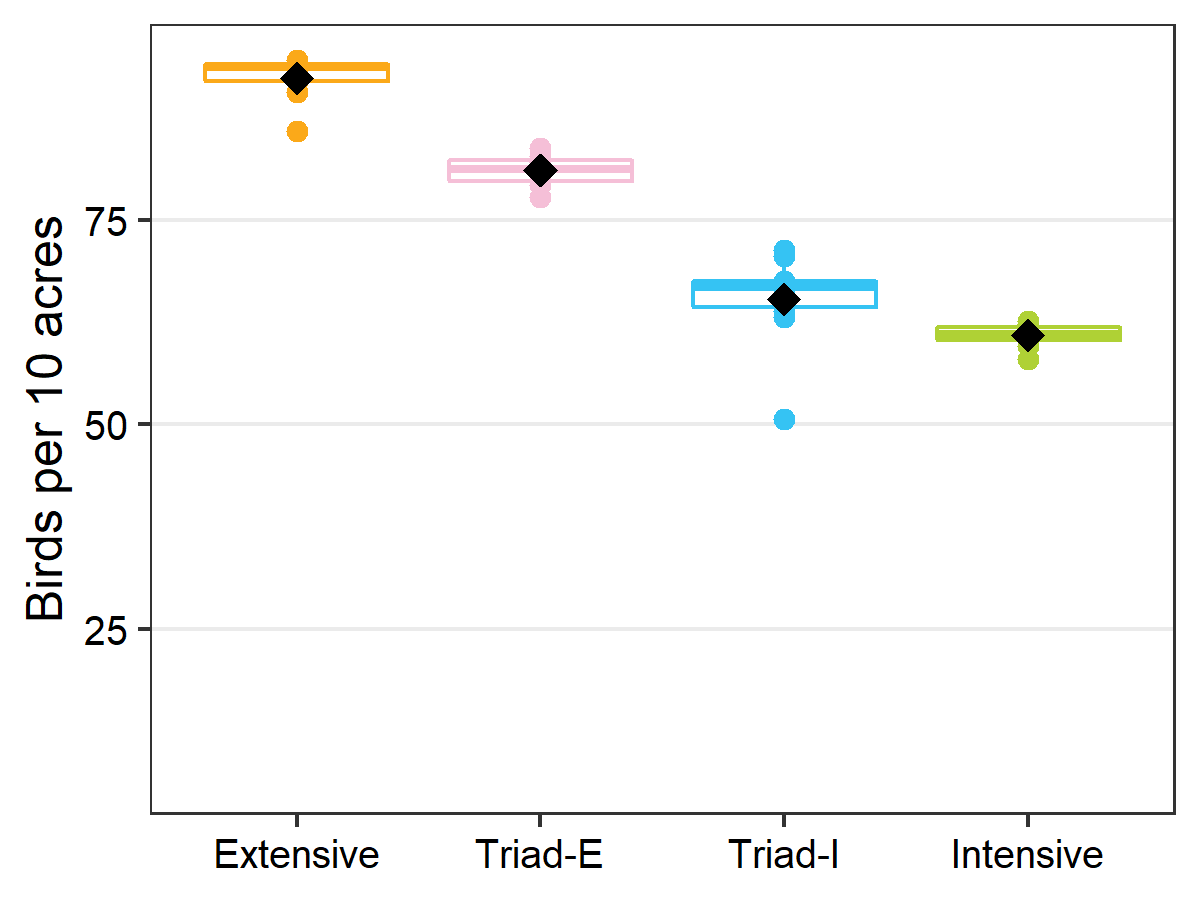 Birds per 10 acres
75
50
25
Extensive
Triad-E
Triad-I
Intensive